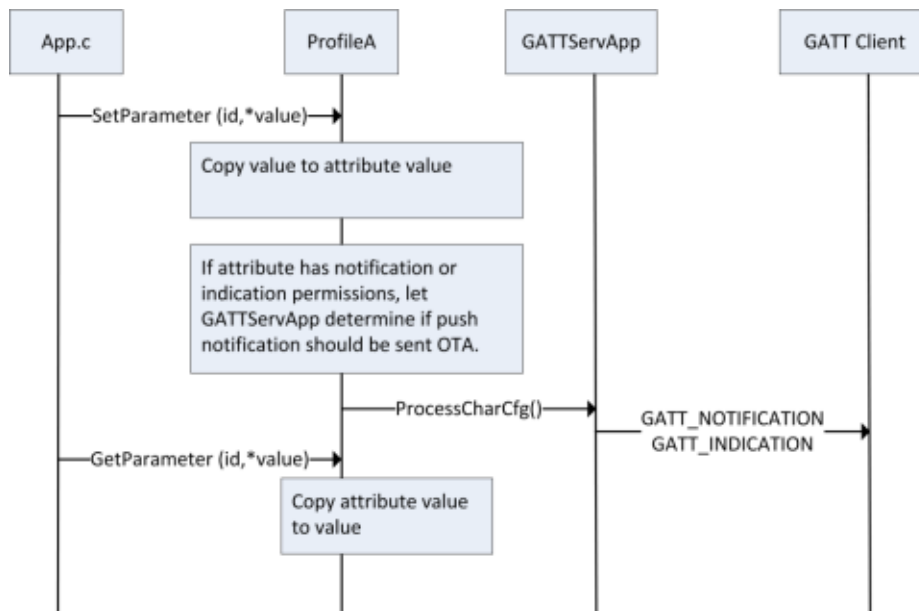 App.c
ProfileA
GATTServApp
GATT Client
SetParameter (id,*value)
Copy value to attribute value
If attribute has notification or
indication permissions, let
GATTServApp determine if push
notification should be sent OTA.
ProcessCharCfg()
GATT_NOTIFICATION
GATT_INDICATION
GetParameter (id,*value)
Copy attribute value
to value